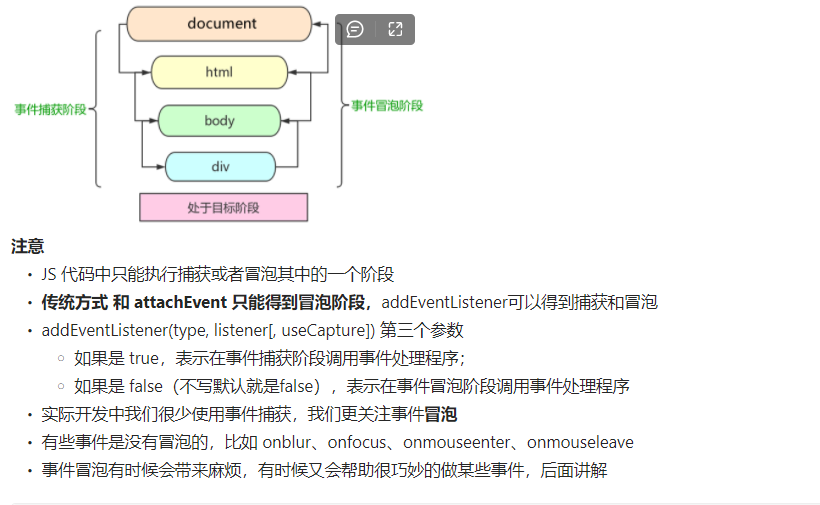 document
html
事件捕获阶段
事件冒泡阶段
body
div
处于目标阶段
注意
• JS 代码中只能执行捕获或者冒泡其中的一个阶段
• 传统方式 和 attachEvent 只能得到冒泡阶段，addEventListener可以得到捕获和冒泡
• addEventListener(type, listener[, useCapture]) 第三个参数
○ 如果是 true，表示在事件捕获阶段调用事件处理程序；
○ 如果是 false（不写默认就是false），表示在事件冒泡阶段调用事件处理程序
• 实际开发中我们很少使用事件捕获，我们更关注事件冒泡
• 有些事件是没有冒泡的，比如 onblur、onfocus、onmouseenter、onmouseleave
• 事件冒泡有时候会带来麻烦，有时候又会帮助很巧妙的做某些事件，后面讲解